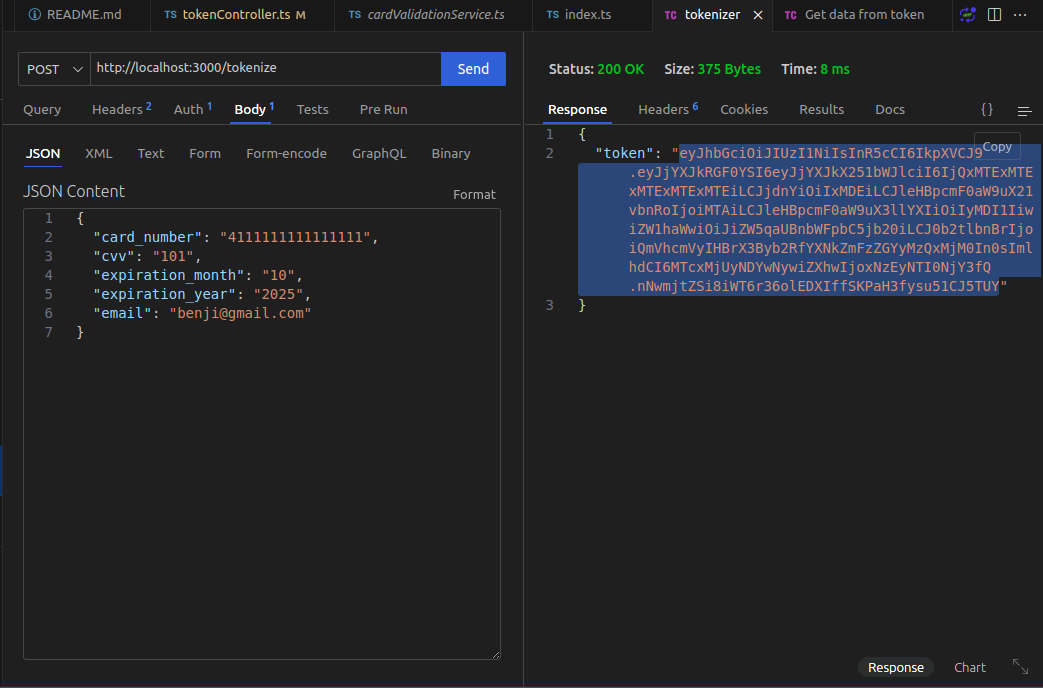 README.md
TS tokenController.ts M
TS cardValidationService.ts
TS index.ts
TC tokenizer
TC Get data from token
POST
http://localhost:3000/tokenize
Send
Query
Headers 2
Auth 1
Body 1
Tests
Pre Run
JSON
XML
Text
Form
Form-encode
GraphQL
Binary
JSON Content
Format
1 {
2 "card_number": "4111111111111111",
3 "cvv": "101",
4 "expiration_month": "10",
5 "expiration_year": "2025",
6 "email": "benji@gmail.com"
7 }
Status: 200 OK Size: 375 Bytes Time: 8 ms
Response
Headers 6
Cookies
Results
Docs
{}
Copy
1 {
2 "token": "eyJhbGciOiJIUzI1NiIsInR5cCI6IkpXVCJ9
.eyJjYXJkRGF0YSI6eyJjYXJkX251bWJlciI6IjQxMTExMTE
xMTExMTExMTEiLCJjdnYiOiIxMDEiLCJleHBpcmF0aW9uX21
vbnRoIjoiMTAiLCJleHBpcmF0aW9uX3llYXIiOiIyMDI1Iiw
iZW1haWwiOiJiZW5qaUBnbWFpbC5jb20iLCJ0b2tlbnBrIjo
iQmVhcmVyIHBrX3Byb2RfYXNkZmFzZGYyMzQxMjM0In0sIml
hdCI6MTcxMjUyNDYwNywiZXhwIjoxNzEyNTI0NjY3fQ
.nNwmjtZSi8iWT6r36olEDXIffSKPaH3fysu51CJ5TUY"
3 }
Response
Chart